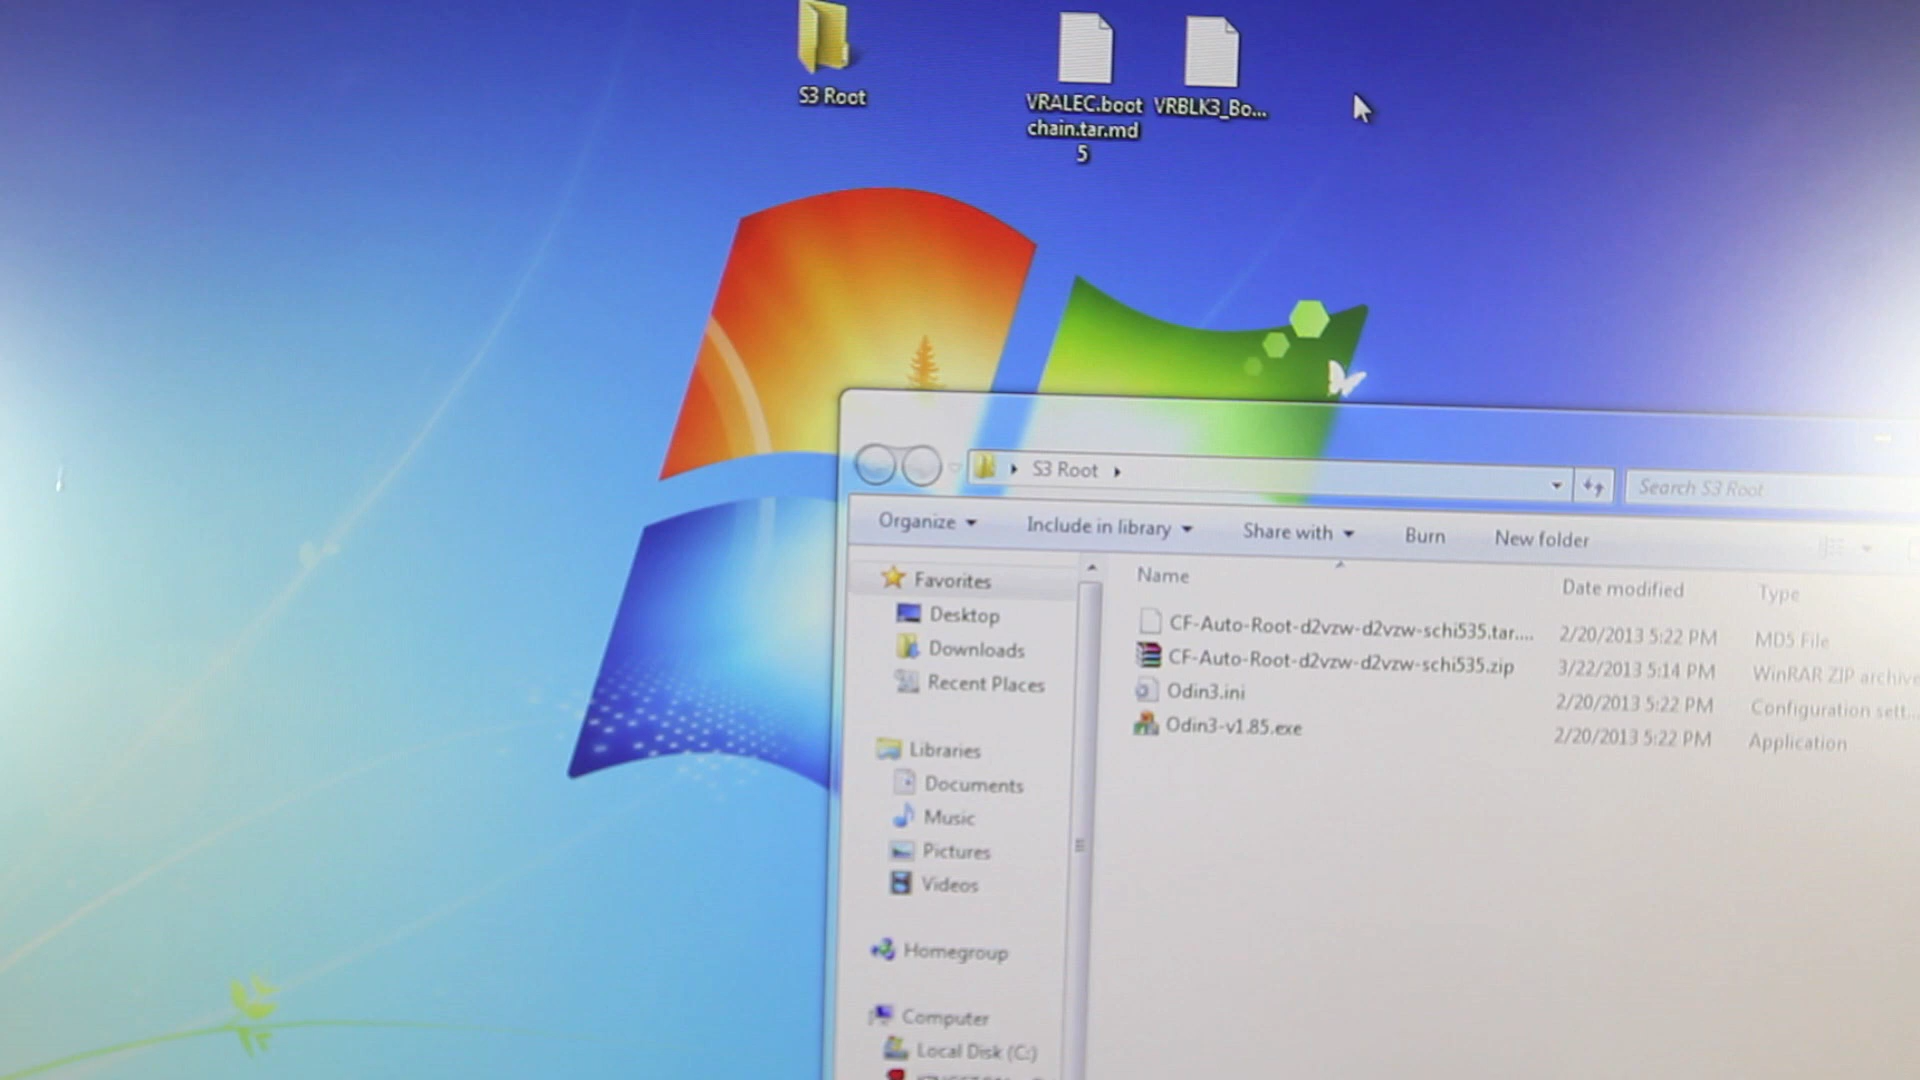 S3 Root
VRALEC.boot
chain.tar.md
5
VRBLK3_Bo...
S3 Root
Search S3 Root
Organize
Include in library
Share with
Burn
New folder
Name
Date modified
Type
Favorites
Desktop
Downloads
Recent Places
Libraries
Documents
Music
Pictures
Videos
Homegroup
Computer
Local Disk (C:)
CF-Auto-Root-d2vzw-d2vzw-schi535.tar.... 2/20/2013 5:22 PM MD5 File
CF-Auto-Root-d2vzw-d2vzw-schi535.zip 3/22/2013 5:14 PM WinRAR ZIP archive
Odin3.ini 2/20/2013 5:22 PM Configuration sett...
Odin3-v1.85.exe 2/20/2013 5:22 PM Application